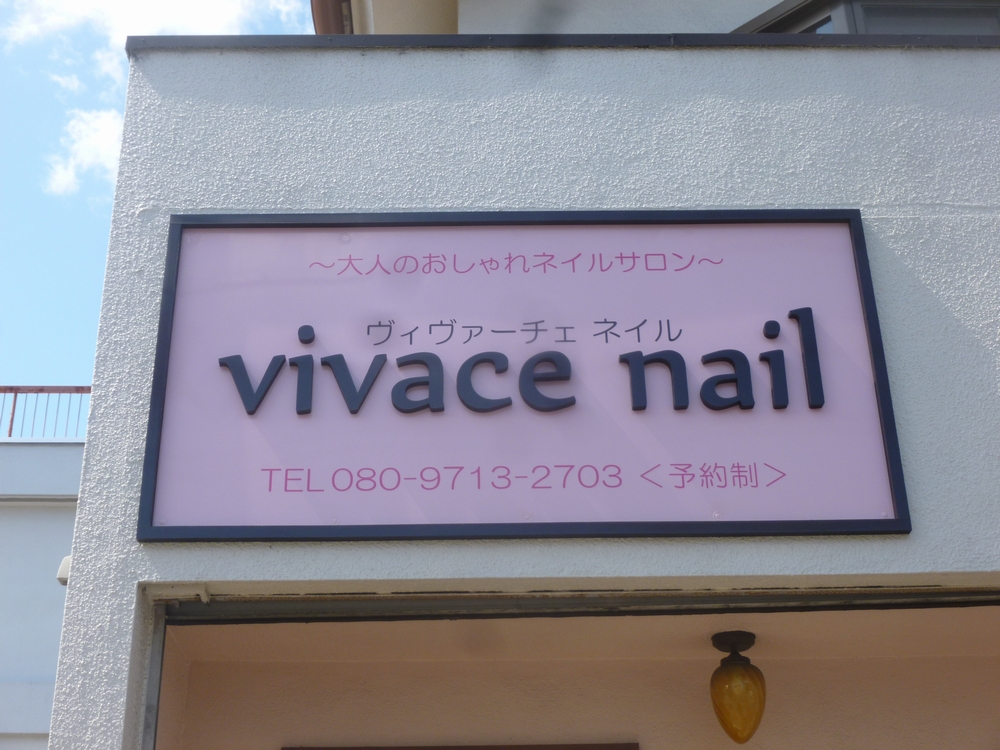 ～大人のおしゃれネイルサロン～
ヴィヴァーチェ ネイル
vivace nail
TEL 080-9713-2703 ＜予約制＞